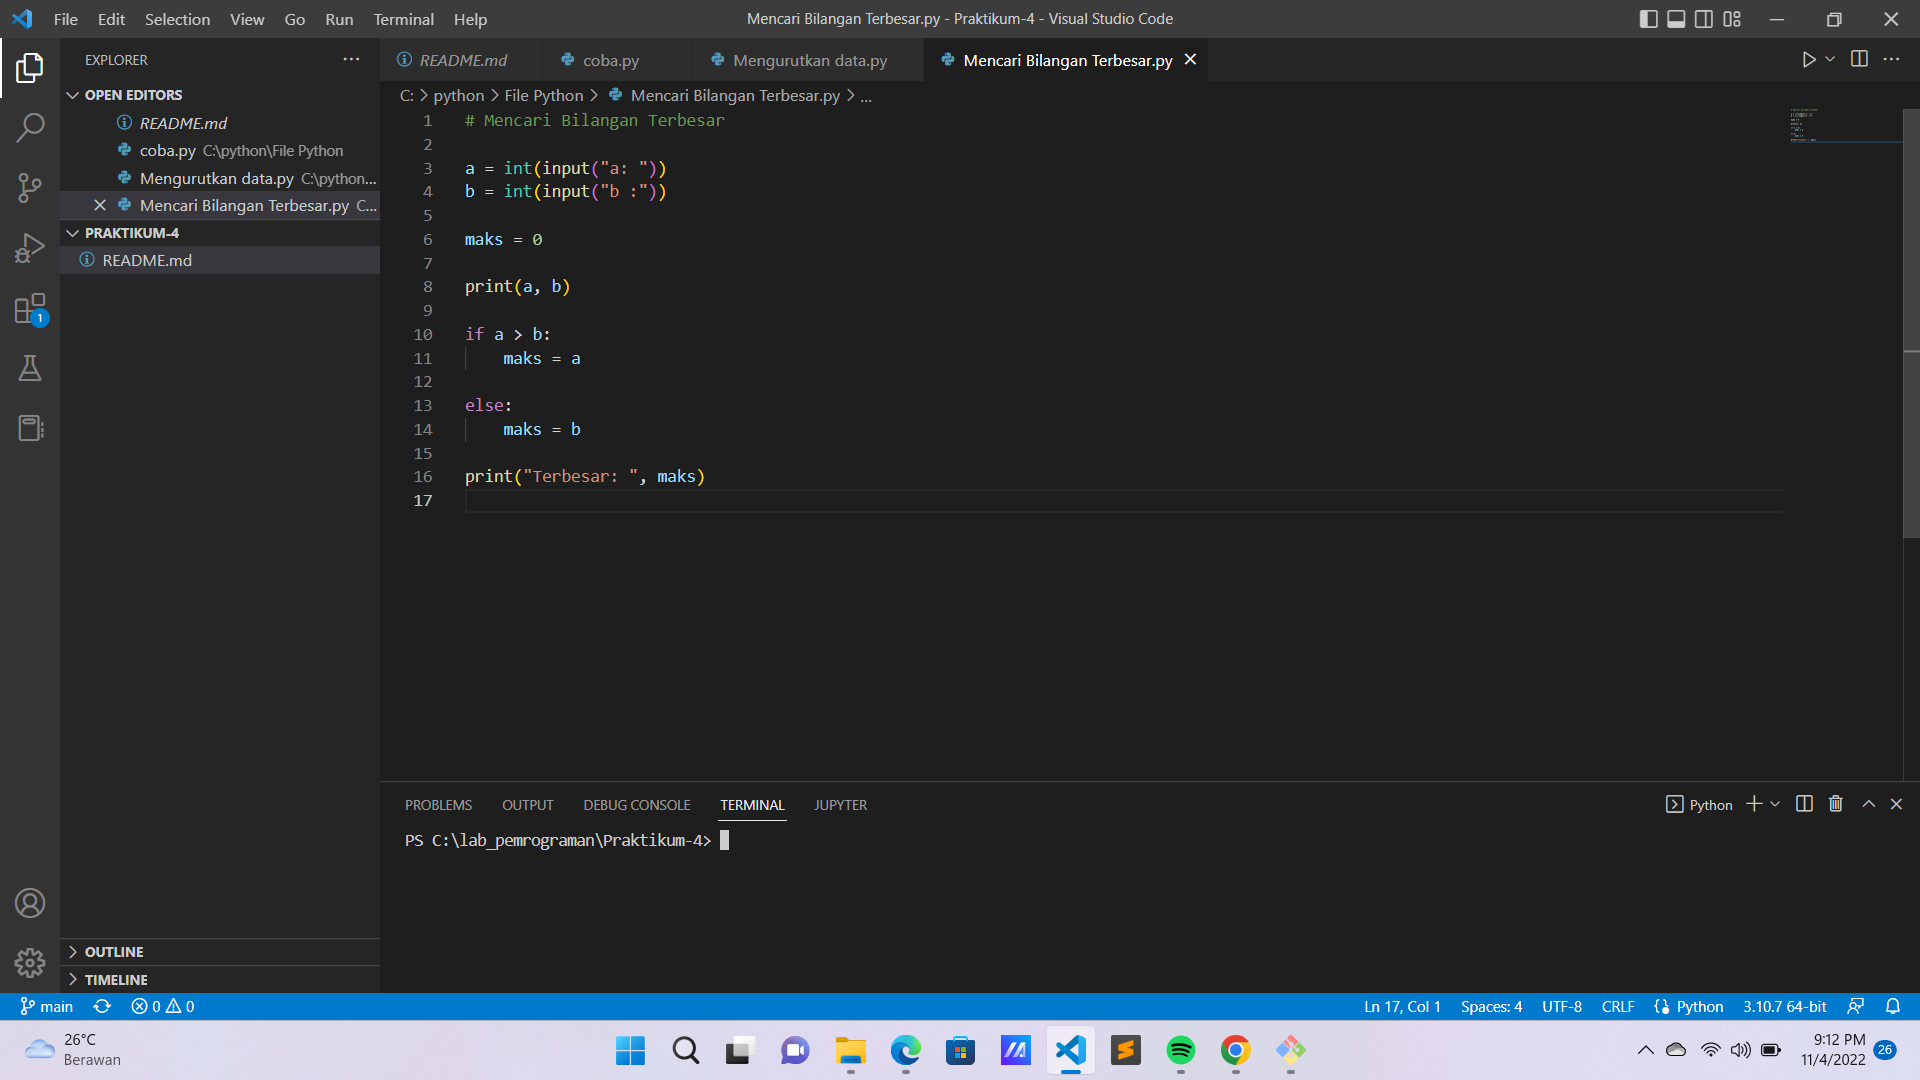 File Edit Selection View Go Run Terminal Help
Mencari Bilangan Terbesar.py - Praktikum-4 - Visual Studio Code
EXPLORER
OPEN EDITORS
README.md
coba.py C:\python\File Python
Mengurutkan data.py C:\python...
Mencari Bilangan Terbesar.py C...
PRAKTIKUM-4
README.md
OUTLINE
TIMELINE
README.md coba.py Mengurutkan data.py Mencari Bilangan Terbesar.py
C: > python > File Python > Mencari Bilangan Terbesar.py > ...
1 # Mencari Bilangan Terbesar
2
3 a = int(input("a: "))
4 b = int(input("b :"))
5
6 maks = 0
7
8 print(a, b)
9
10 if a > b:
11     maks = a
12
13 else:
14     maks = b
15
16 print("Terbesar: ", maks)
17
PROBLEMS OUTPUT DEBUG CONSOLE TERMINAL JUPYTER
Python
PS C:\lab_pemrograman\Praktikum-4>
1
main 0 0
Ln 17, Col 1 Spaces: 4 UTF-8 CRLF Python 3.10.7 64-bit
26°C
Berawan
9:12 PM
11/4/2022
26